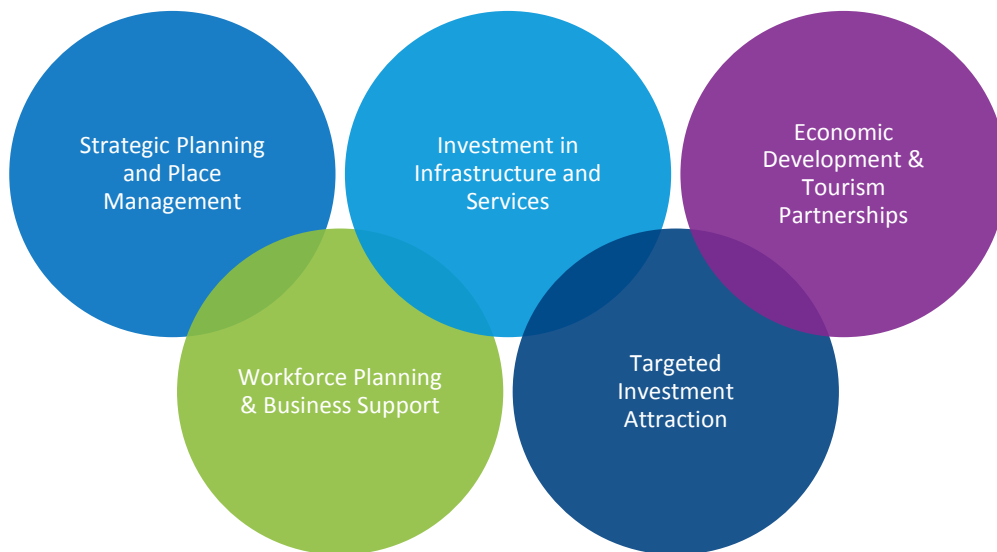 Strategic Planning
and Place
Management
Investment in
Infrastructure and
Services
Economic
Development &
Tourism
Partnerships
Workforce Planning
& Business Support
Targeted
Investment
Attraction